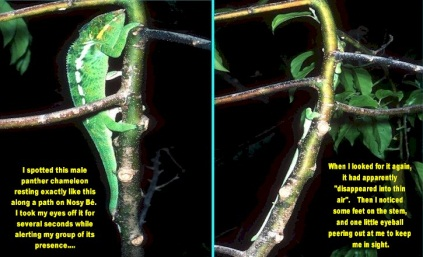 I spotted this male
panther chameleon
resting exactly like this
along a path on Nosy Bé.
I took my eyes off it for
several seconds while
alerting my group of its
presence....
When I looked for it again,
it had apparently
"disappeared into thin
air". Then I noticed
some feet on the stem,
and one little eyeball
peering out at me to keep
me in sight.